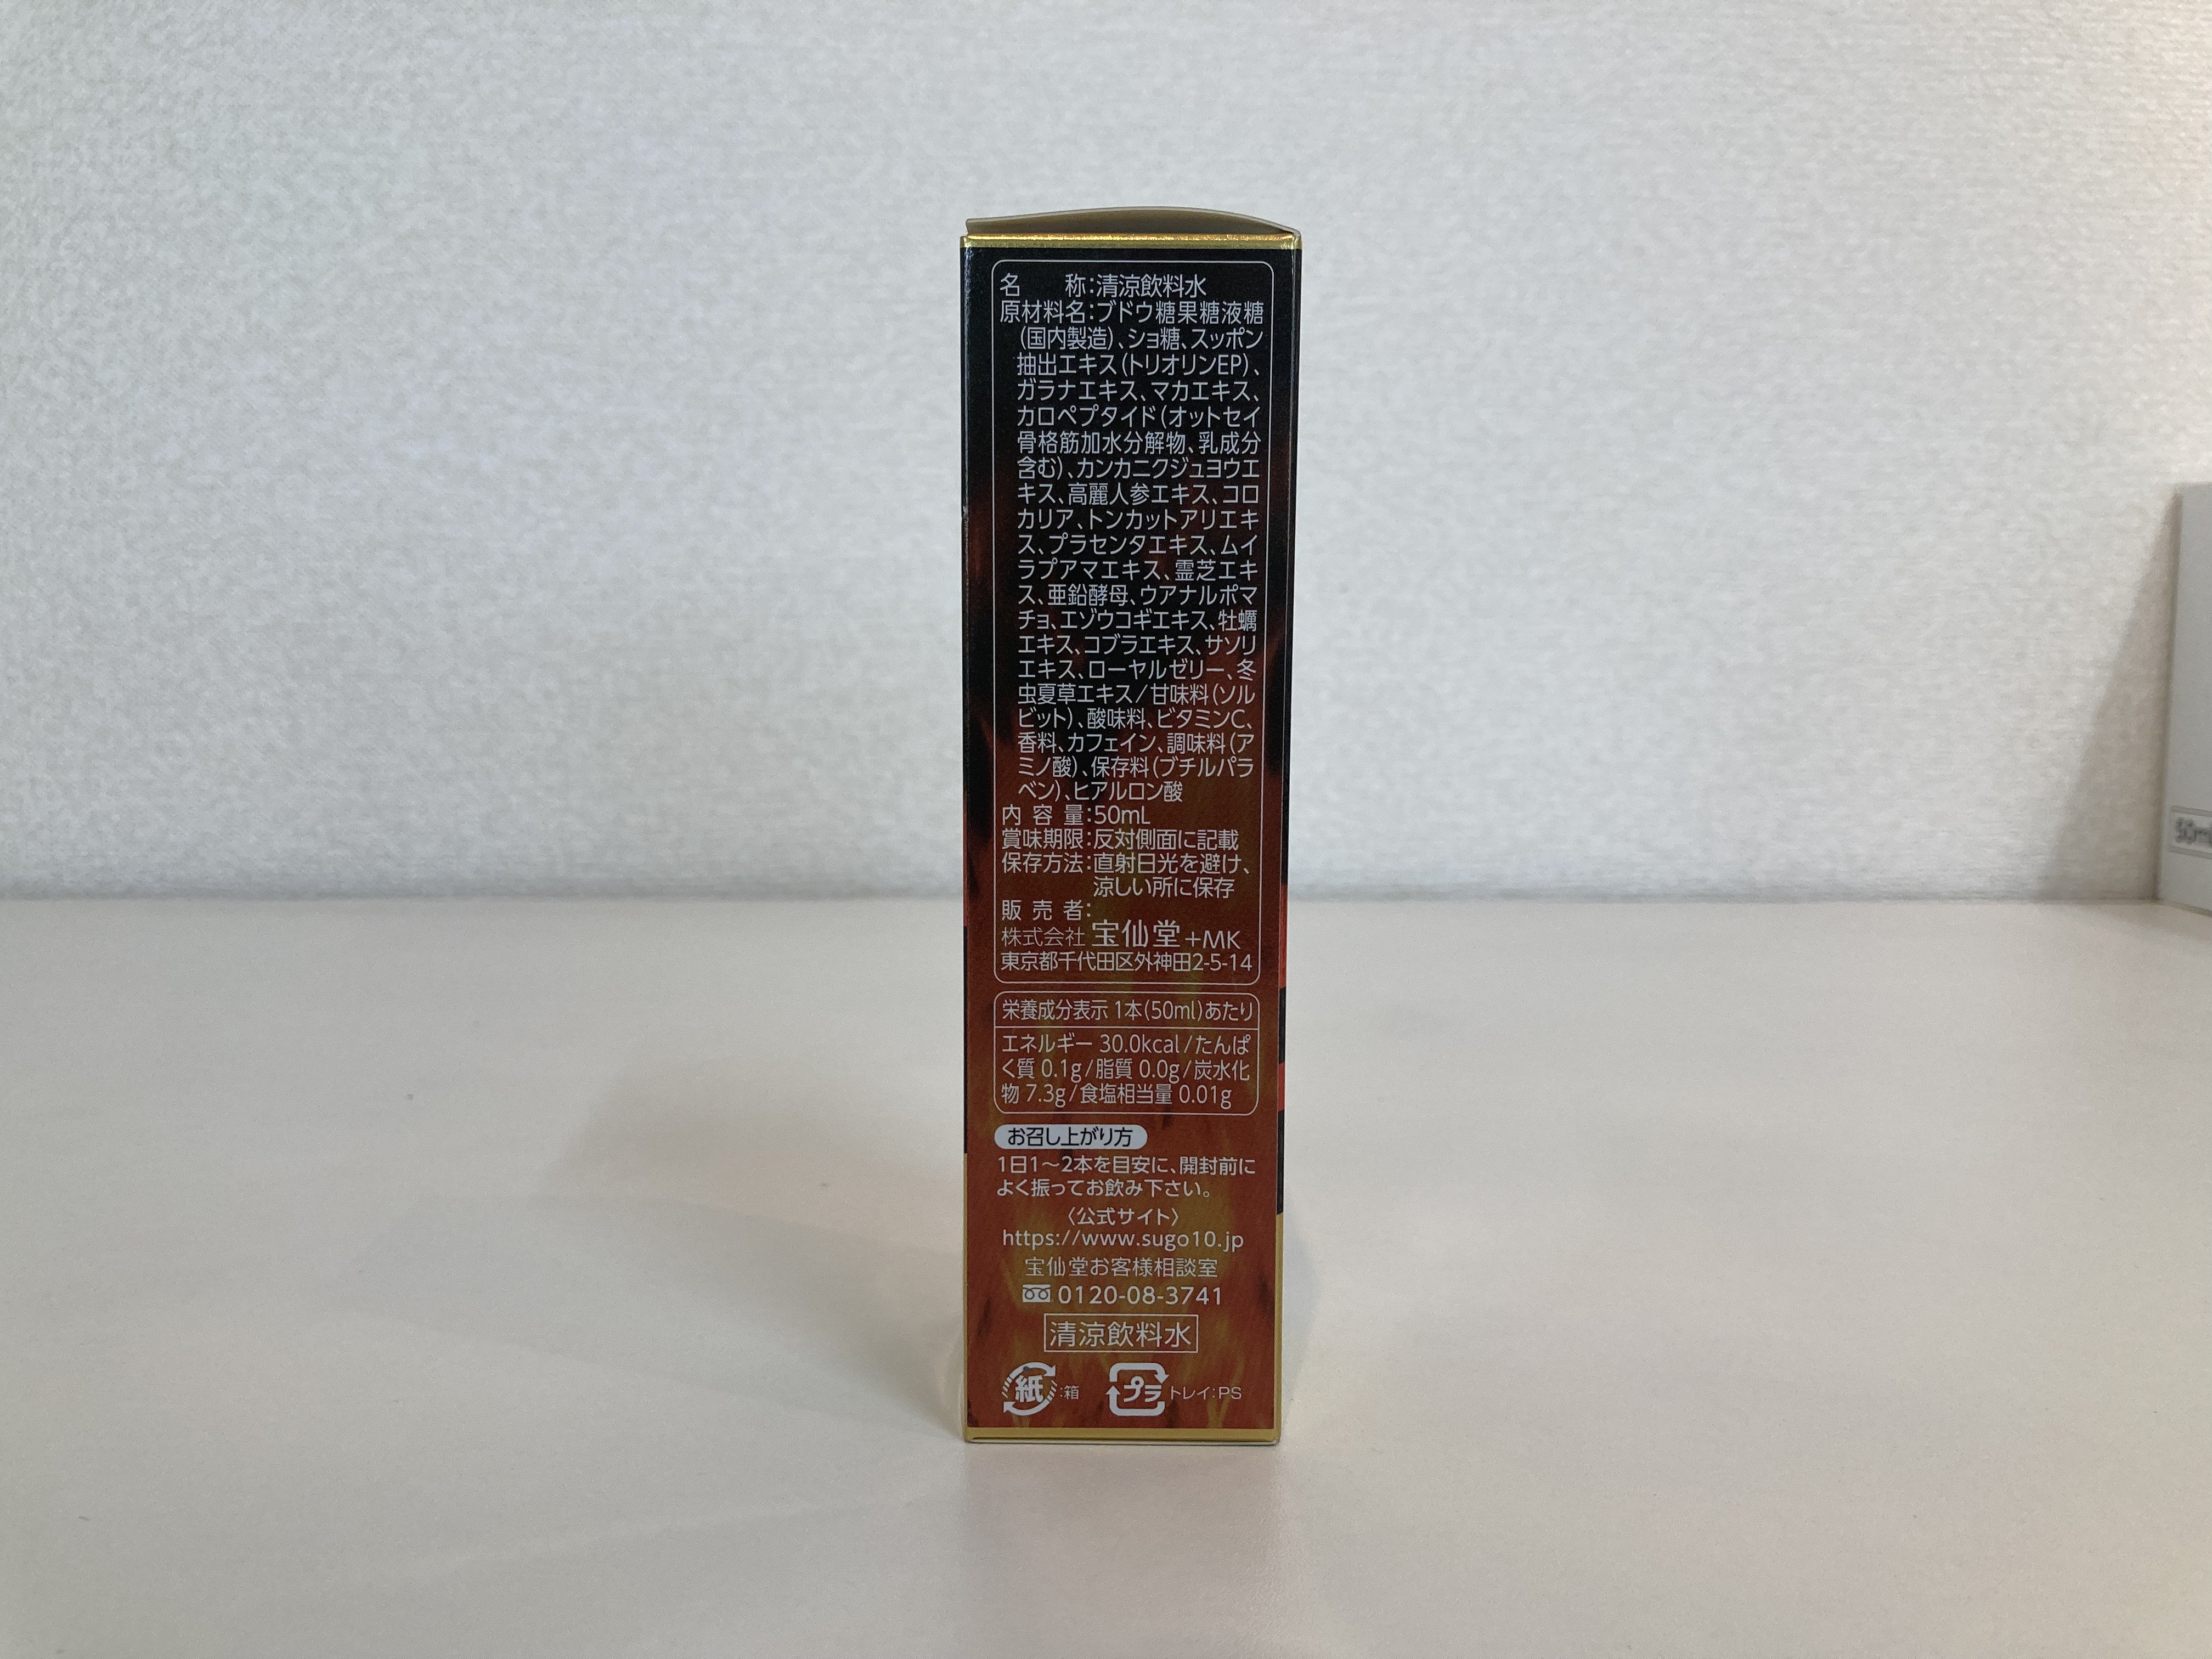 名　　称:清涼飲料水
原材料名:ブドウ糖果糖液糖
(国内製造)、ショ糖、スッポン
抽出エキス(トリオリンEP)、
ガラナエキス、マカエキス、
カロペプタイド(オットセイ
骨格筋加水分解物、乳成分
含む)、カンカニクジュヨウエ
キス、高麗人参エキス、コロ
カリア、トンカットアリエキ
ス、プラセンタエキス、ムイ
ラプアマエキス、霊芝エキ
ス、亜鉛酵母、ウアナルポマ
チョ、エゾウコギエキス、牡蠣
エキス、コブラエキス、サソリ
エキス、ローヤルゼリー、冬
虫夏草エキス/甘味料(ソル
ビット)、酸味料、ビタミンC、
香料、カフェイン、調味料(ア
ミノ酸)、保存料(ブチルパラ
ベン)、ヒアルロン酸
内 容 量:50mL
賞味期限:反対側面に記載
保存方法:直射日光を避け、
涼しい所に保存
販 売 者:
株式会社 宝仙堂 +MK
東京都千代田区外神田2-5-14
栄養成分表示 1本(50ml)あたり
エネルギー 30.0kcal/たんぱ
く質 0.1g/脂質 0.0g/炭水化
物 7.3g/食塩相当量 0.01g
お召し上がり方
1日1～2本を目安に、開封前に
よく振ってお飲み下さい。
〈公式サイト〉
https://www.sugo10.jp
宝仙堂お客様相談室
0120-08-3741
清涼飲料水
紙:箱
プラ トレイ:PS